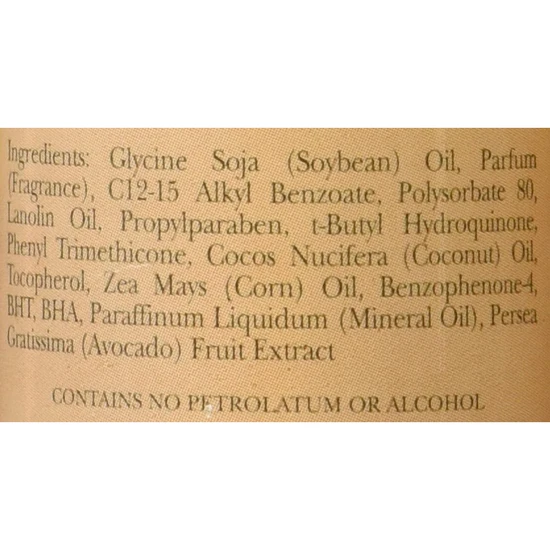 Ingredients: Glycine Soja (Soybean) Oil, Parfum
(Fragrance), C12-15 Alkyl Benzoate, Polysorbate 80,
Lanolin Oil, Propylparaben, t-Butyl Hydroquinone,
Phenyl Trimethicone, Cocos Nucifera (Coconut) Oil,
Tocopherol, Zea Mays (Corn) Oil, Benzophenone-4,
BHT, BHA, Paraffinum Liquidum (Mineral Oil), Persea
Gratissima (Avocado) Fruit Extract
CONTAINS NO PETROLATUM OR ALCOHOL